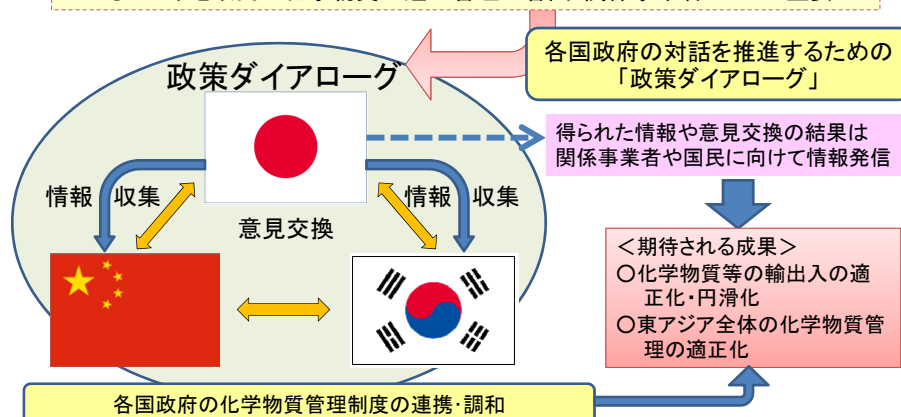 各国政府の対話を推進するための
「政策ダイアローグ」
政策ダイアローグ
得られた情報や意見交換の結果は
関係事業者や国民に向けて情報発信
情報 収集
情報 収集
意見交換
＜期待される成果＞
○化学物質等の輸出入の適
正化・円滑化
○東アジア全体の化学物質管
理の適正化
各国政府の化学物質管理制度の連携・調和